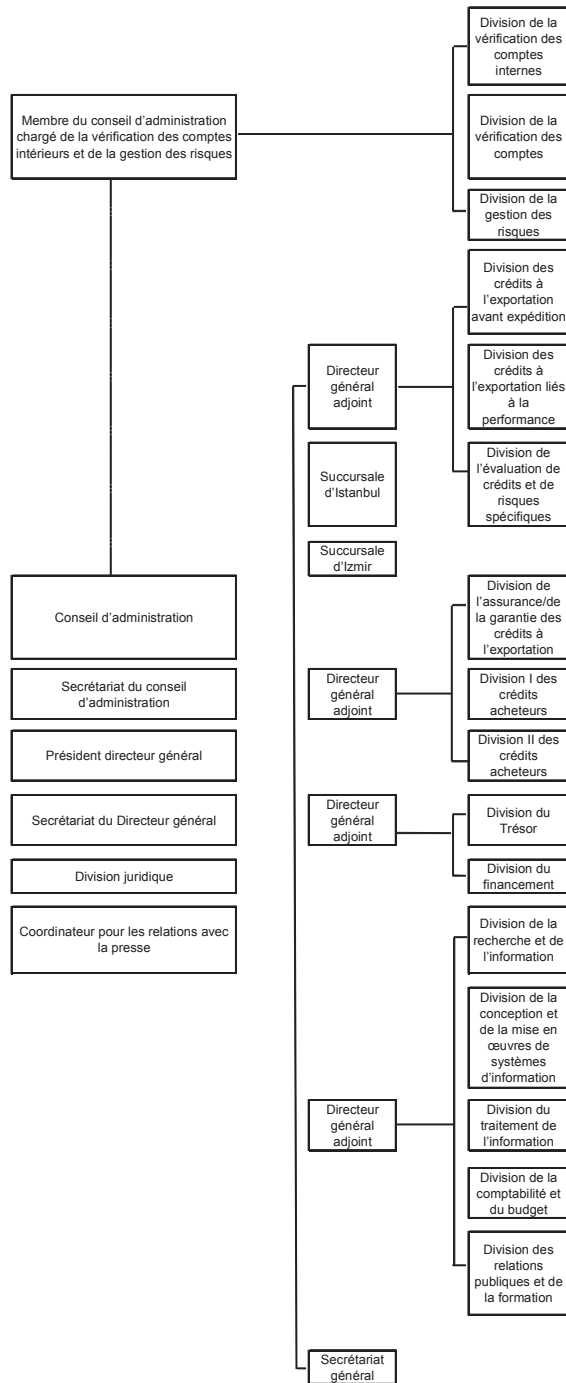 Division de la
vérification des
comptes
internes
Membre du conseil d’administration
chargé de la vérification des comptes
intérieurs et de la gestion des risques
Division de la
vérification des
comptes
Division de la
gestion des
risques
Division des
crédits à
l’exportation
avant expédition
Directeur
général
adjoint
Division des
crédits à
l’exportation liés
à la
performance
Succursale
d’Istanbul
Division de
l’évaluation de
crédits et de
risques
spécifiques
Succursale
d’Izmir
Conseil d’administration
Division de
l’assurance/de
la garantie des
crédits à
l’exportation
Secrétariat du conseil
d’administration
Directeur
général
adjoint
Division I des
crédits
acheteurs
Président directeur général
Division II des
crédits
acheteurs
Secrétariat du Directeur général
Directeur
général
adjoint
Division du
Trésor
Division juridique
Division du
financement
Coordinateur pour les relations avec
la presse
Division de la
recherche et de
l’information
Division de la
conception et
de la mise en
œuvres de
systèmes
d’information
Directeur
général
adjoint
Division du
traitement de
l’information
Division de la
comptabilité et
du budget
Division des
relations
publiques et de
la formation
Secrétariat
général